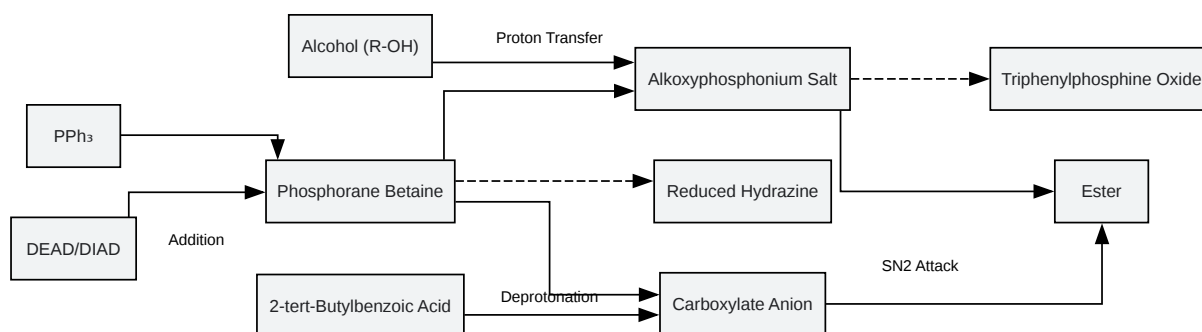 Alcohol (R-OH)
Proton Transfer
Alkoxyphosphonium Salt
Triphenylphosphine Oxide
PPh₃
Phosphorane Betaine
Reduced Hydrazine
Ester
DEAD/DIAD
Addition
SN2 Attack
2-tert-Butylbenzoic Acid
Deprotonation
Carboxylate Anion